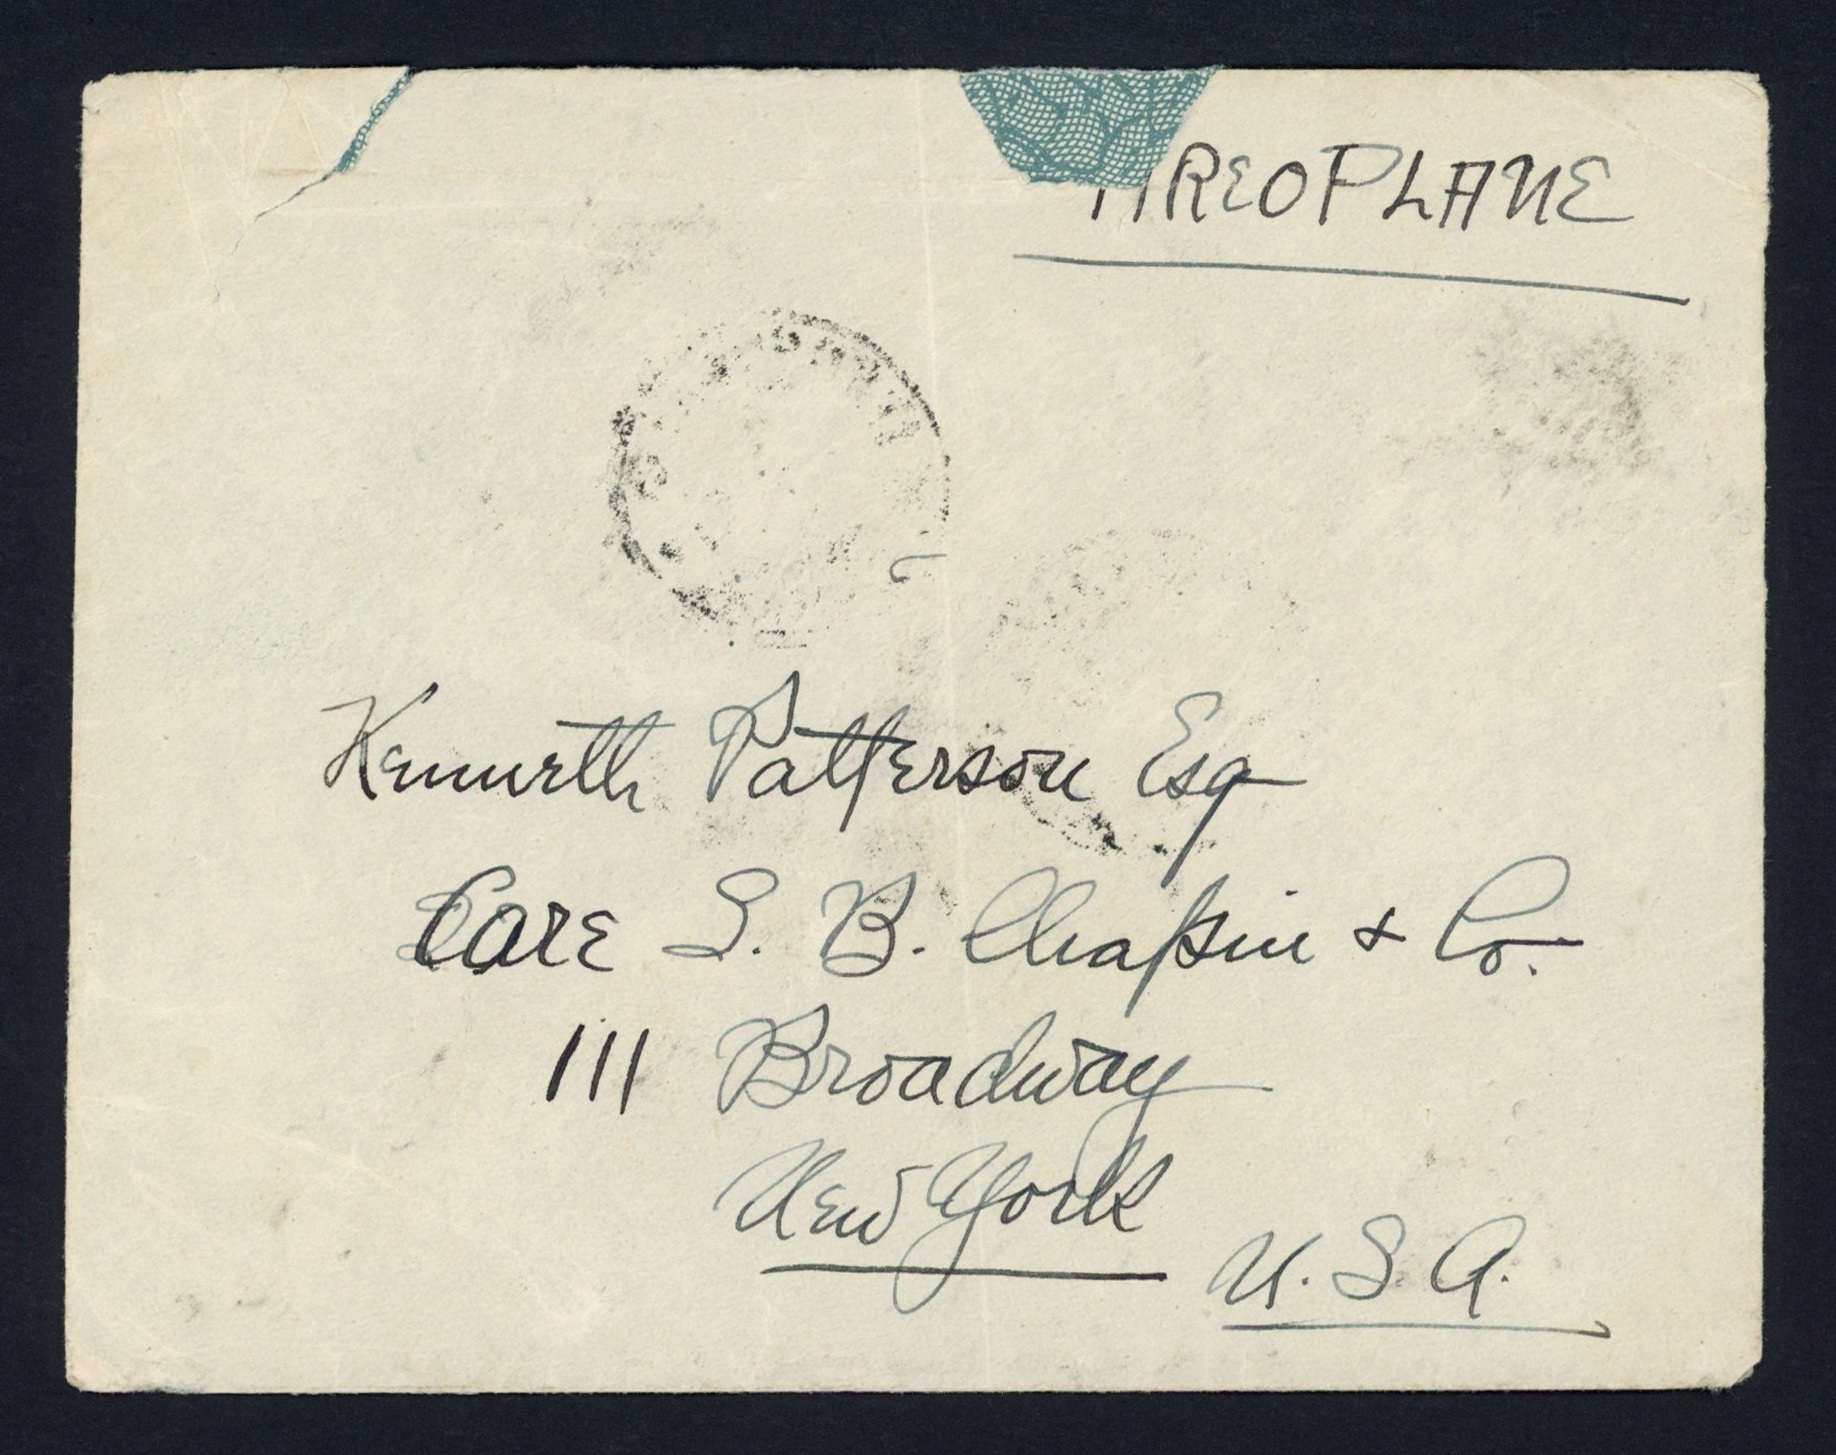 AREOPLANE
Kenneth Patterson Esq
Care S. B. Chapin & Co.
111 Broadway
New York
U. S. A.